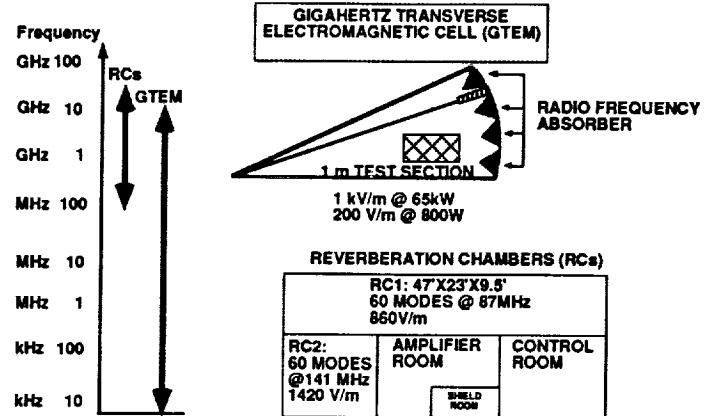 GIGAHERTZ TRANSVERSE
ELECTROMAGNETIC CELL (GTEM)
Frequency
GHz 100
RCs
GTEM
GHz 10
GHz 1
MHz 100
MHz 10
MHz 1
kHz 100
kHz 10
RADIO FREQUENCY
ABSORBER
1 m TEST SECTION
1 kV/m @ 65kW
200 V/m @ 800W
REVERBERATION CHAMBERS (RCs)
RC1: 47'X23'X9.5'
60 MODES @ 87MHz
860V/m
RC2:
60 MODES
@141 MHz
1420 V/m
AMPLIFIER
ROOM
SHIELD
ROOM
CONTROL
ROOM